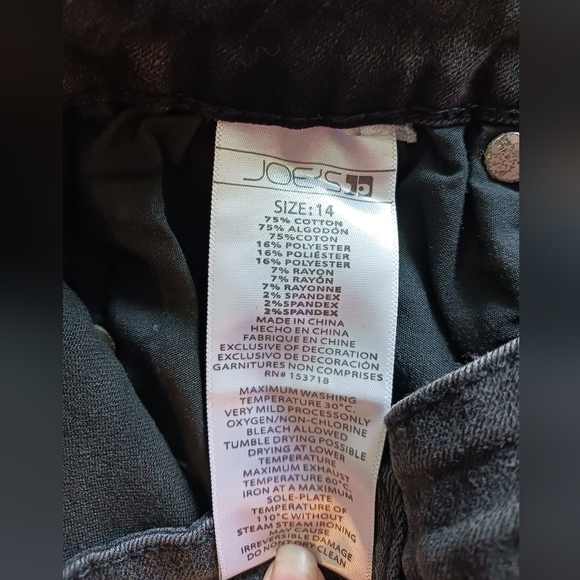 JOE'S
SIZE: 14
75% COTTON
75% ALGODÓN
75%COTON
16% POLYESTER
16% POLIÉSTER
16% POLYESTER
7% RAYON
7% RAYÓN
7% RAYONNE
2% SPANDEX
2%SPANDEX
2%SPANDEX
MADE IN CHINA
HECHO EN CHINA
FABRIQUE EN CHINE
EXCLUSIVE OF DECORATION
EXCLUSIVO DE DECORACIÓN
GARNITURES NON COMPRISES
RN# 153718
MAXIMUM WASHING
TEMPERATURE 30°C.
VERY MILD PROCESSONLY
OXYGEN/NON-CHLORINE
BLEACH ALLOWED
TUMBLE DRYING POSSIBLE
DRYING AT LOWER
TEMPERATURE
MAXIMUM EXHAUST
TEMPERATURE 60°C.
IRON AT A MAXIMUM
SOLE-PLATE
TEMPERATURE OF
110°C WITHOUT
STEAM STEAM IRONING
MAY CAUSE
IRREVERSIBLE DAMAGE
DO NOT DRY CLEAN